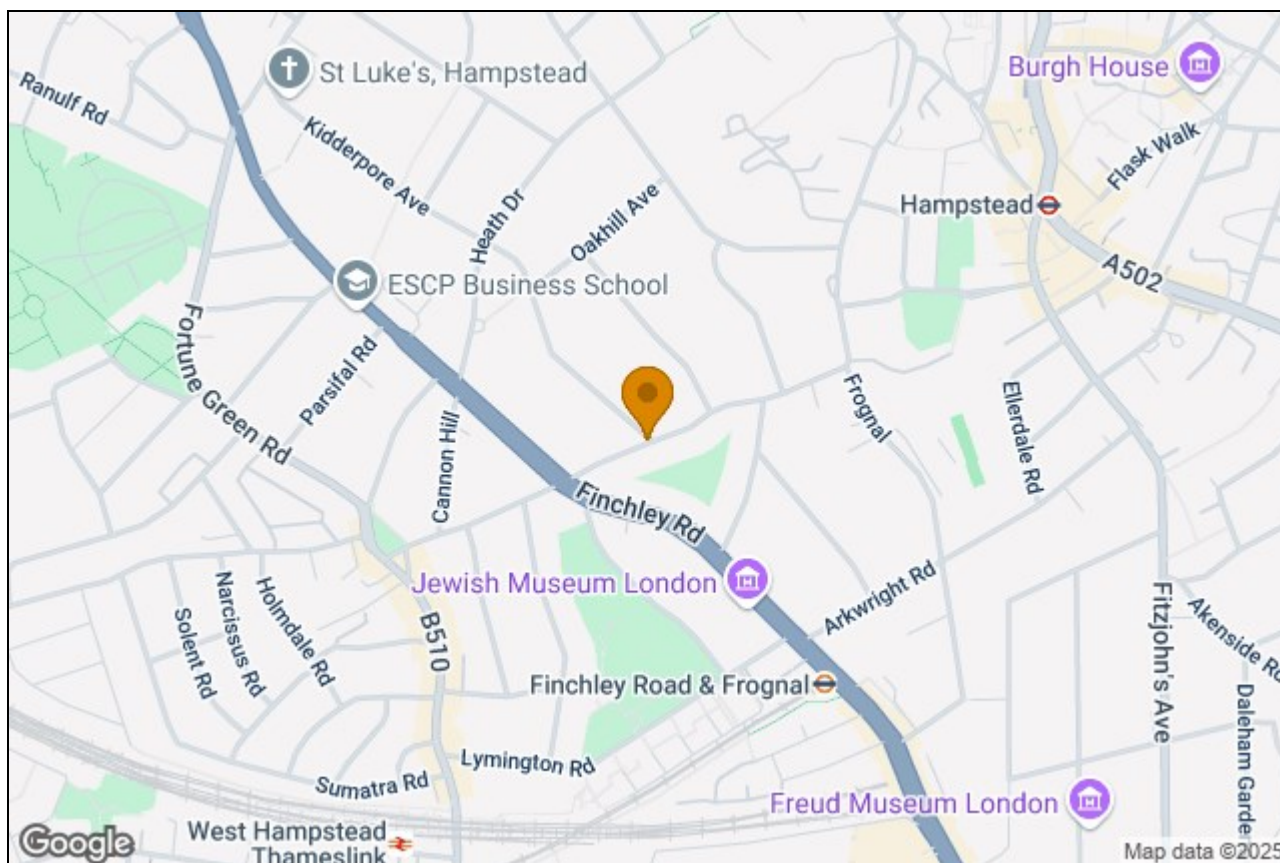 St Luke's, Hampstead
Burgh House
Ranulf Rd
Kidderpore Ave
Flask Walk
Heath Dr
Oakhill Ave
Hampstead
A502
ESCP Business School
Fortune Green Rd
Parsifal Rd
Cannon Hill
Frognal
Ellerdale Rd
Finchley Rd
Jewish Museum London
Arkwright Rd
Fitzjohn's Ave
Akenside Rd
Solent Rd
Narcissus Rd
Holmdale Rd
B510
Finchley Road & Frognal
Daleham Garden
Lymington Rd
Sumatra Rd
Freud Museum London
West Hampstead
Thameslink
Google
Map data ©2025